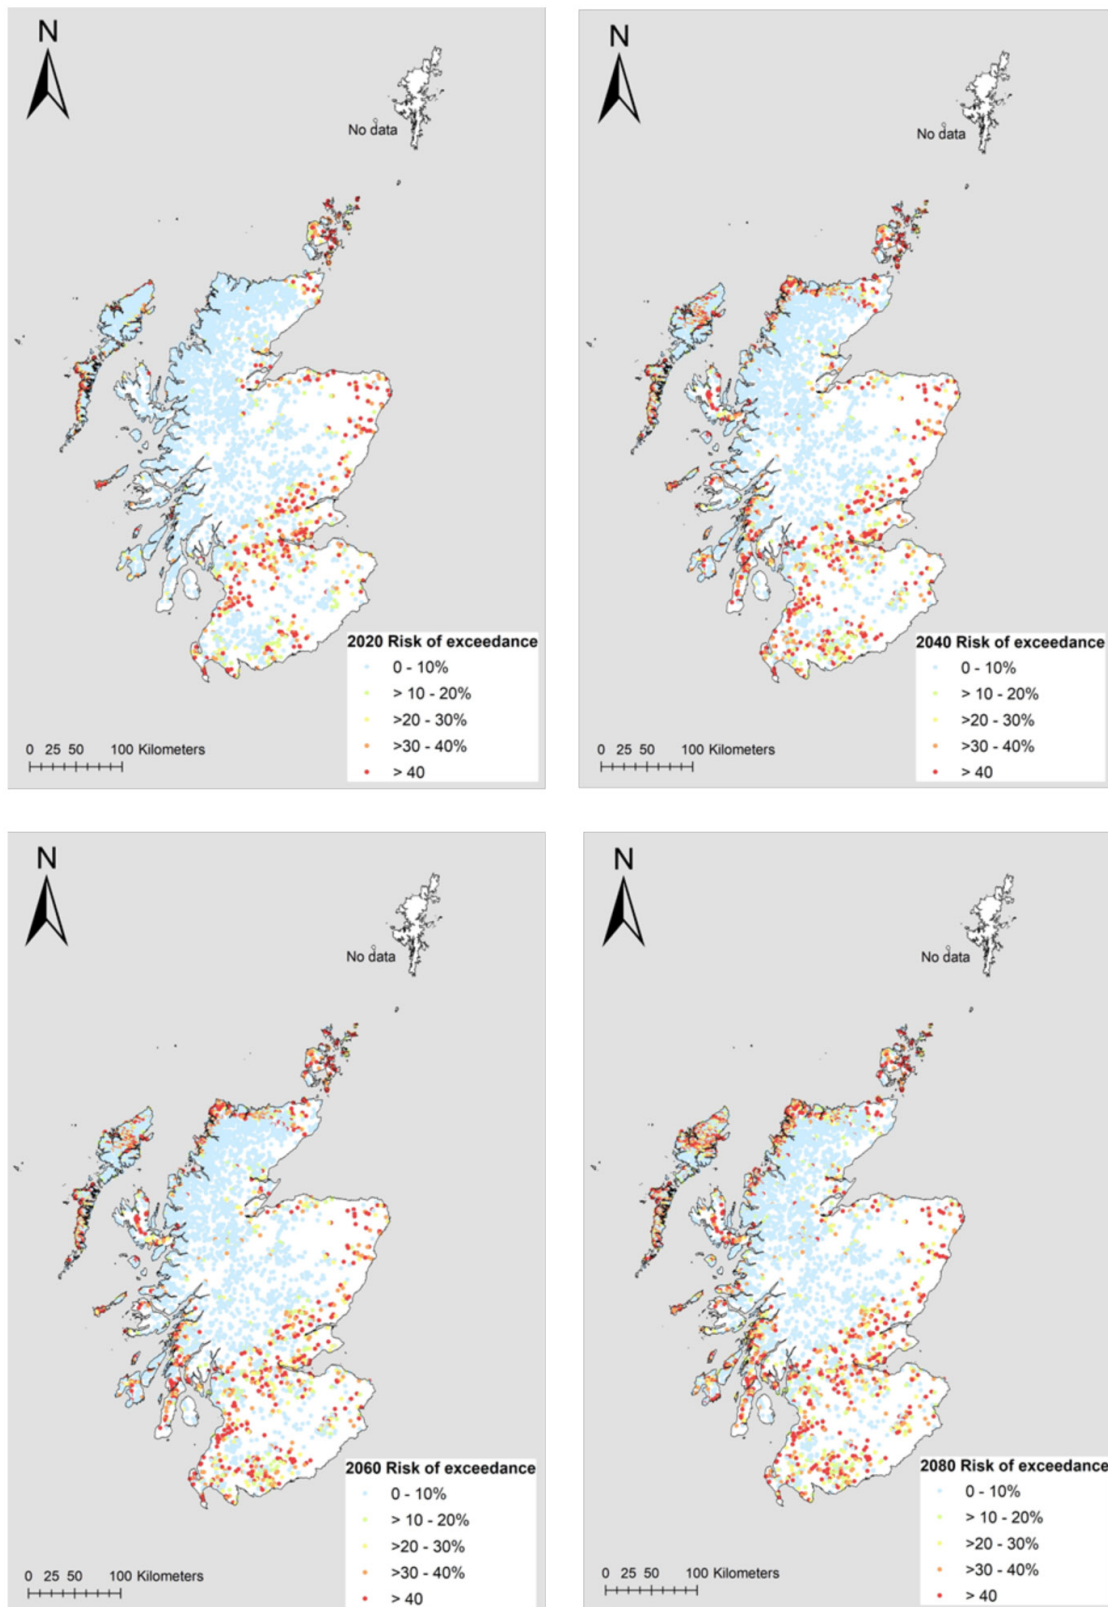 N
No data
2020 Risk of exceedance
0 - 10%
> 10 - 20%
>20 - 30%
>30 - 40%
> 40
0 25 50 100 Kilometers
N
No data
2040 Risk of exceedance
0 - 10%
> 10 - 20%
>20 - 30%
>30 - 40%
> 40
0 25 50 100 Kilometers
N
No data
2060 Risk of exceedance
0 - 10%
> 10 - 20%
>20 - 30%
>30 - 40%
> 40
0 25 50 100 Kilometers
N
No data
2080 Risk of exceedance
0 - 10%
> 10 - 20%
>20 - 30%
>30 - 40%
> 40
0 25 50 100 Kilometers